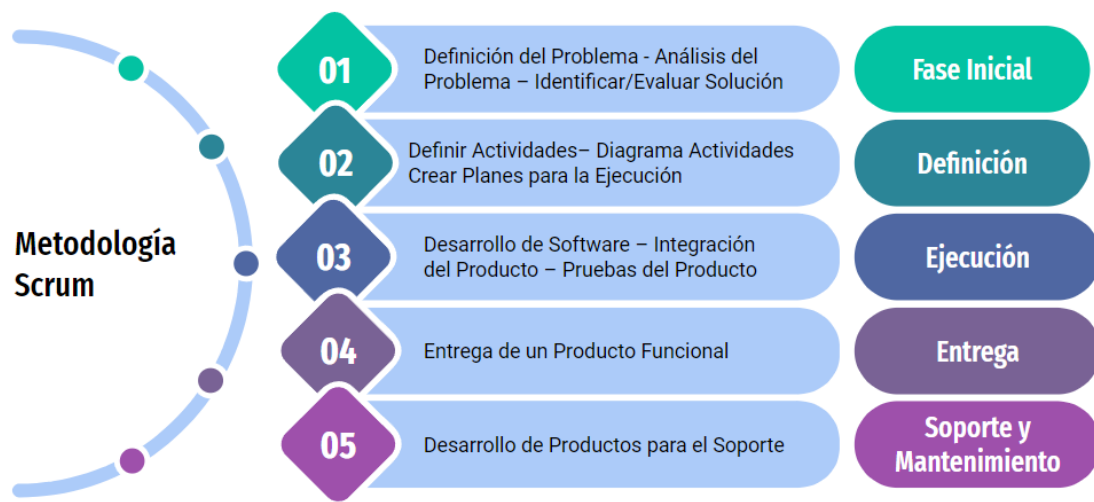 Metodología
Scrum
01
Definición del Problema - Análisis del
Problema – Identificar/Evaluar Solución
Fase Inicial
02
Definir Actividades– Diagrama Actividades
Crear Planes para la Ejecución
Definición
03
Desarrollo de Software – Integración
del Producto – Pruebas del Producto
Ejecución
04
Entrega de un Producto Funcional
Entrega
05
Desarrollo de Productos para el Soporte
Soporte y
Mantenimiento